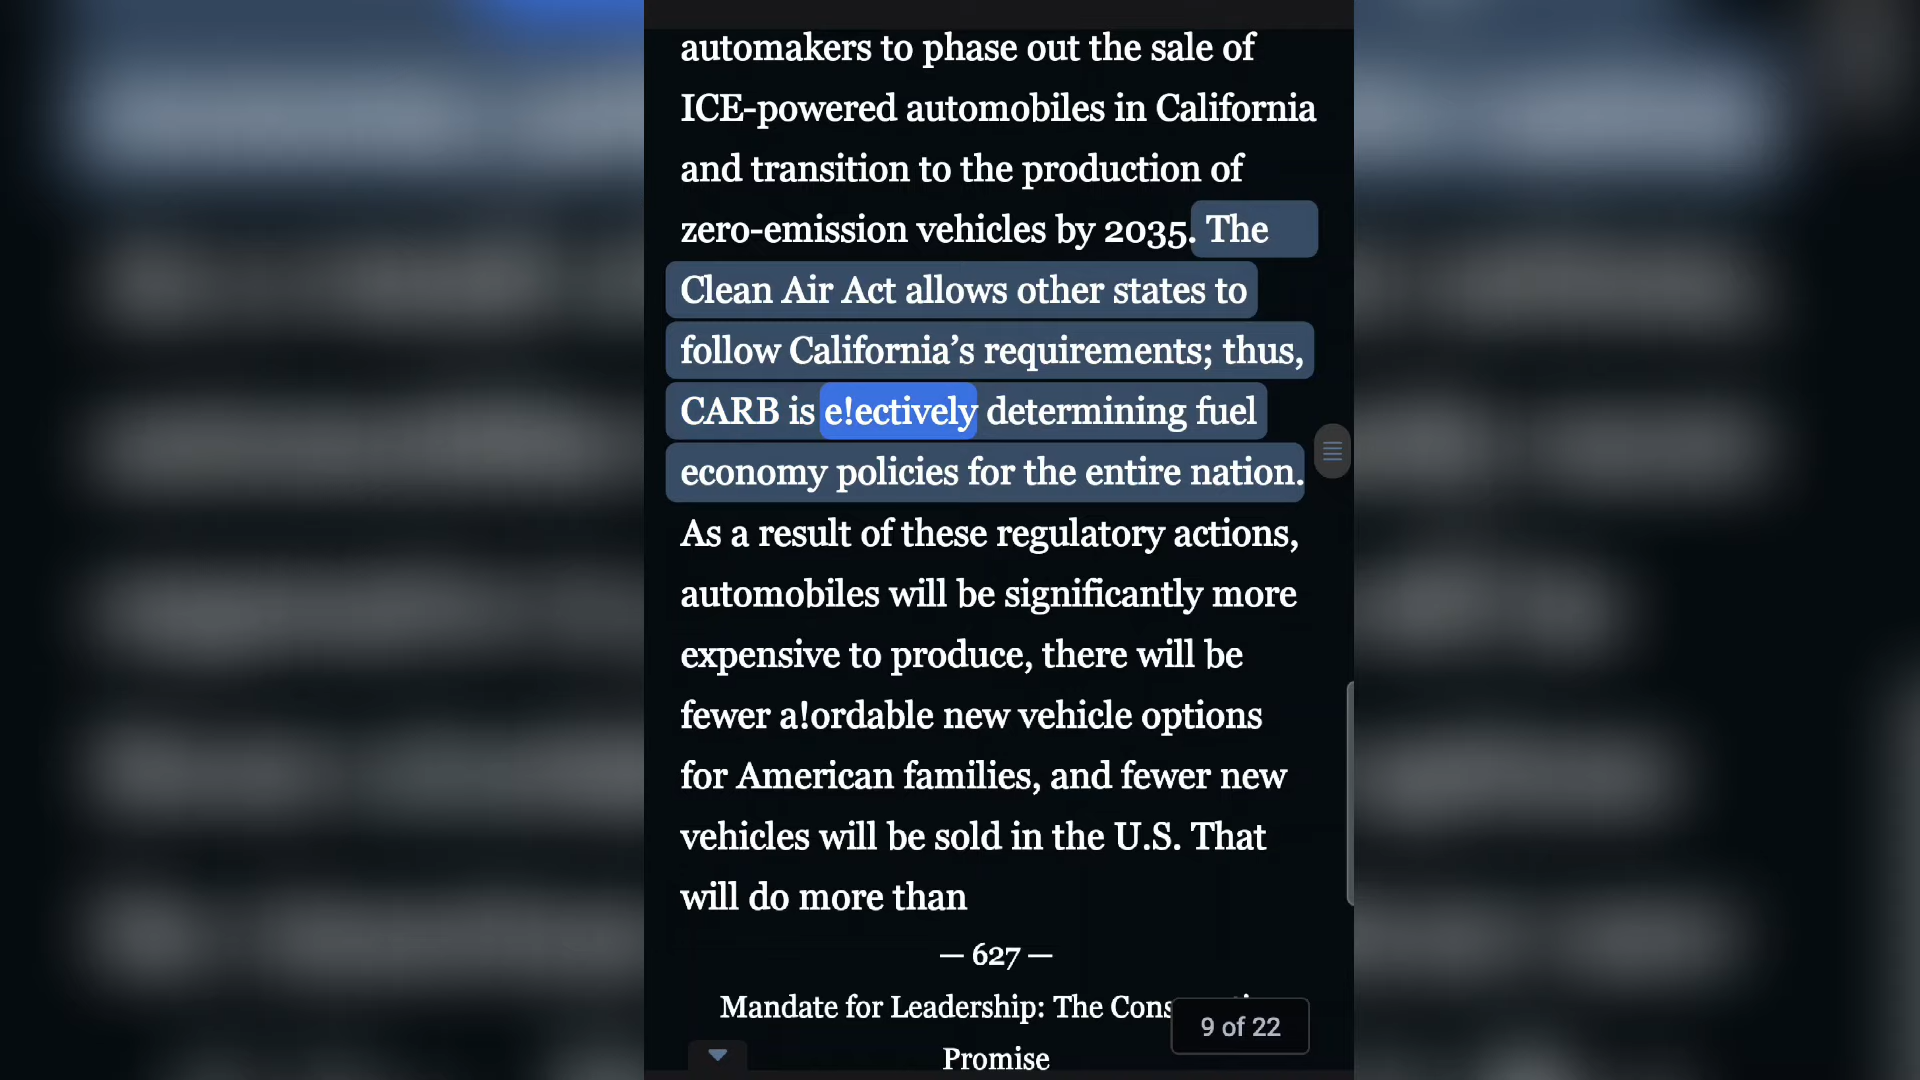 automakers to phase out the sale of
ICE-powered automobiles in California
and transition to the production of
zero-emission vehicles by 2035. The
Clean Air Act allows other states to
follow California’s requirements; thus,
CARB is e!ectively determining fuel
economy policies for the entire nation.
As a result of these regulatory actions,
automobiles will be significantly more
expensive to produce, there will be
fewer a!ordable new vehicle options
for American families, and fewer new
vehicles will be sold in the U.S. That
will do more than
— 627 —
Mandate for Leadership: The
9 of 22
Promise